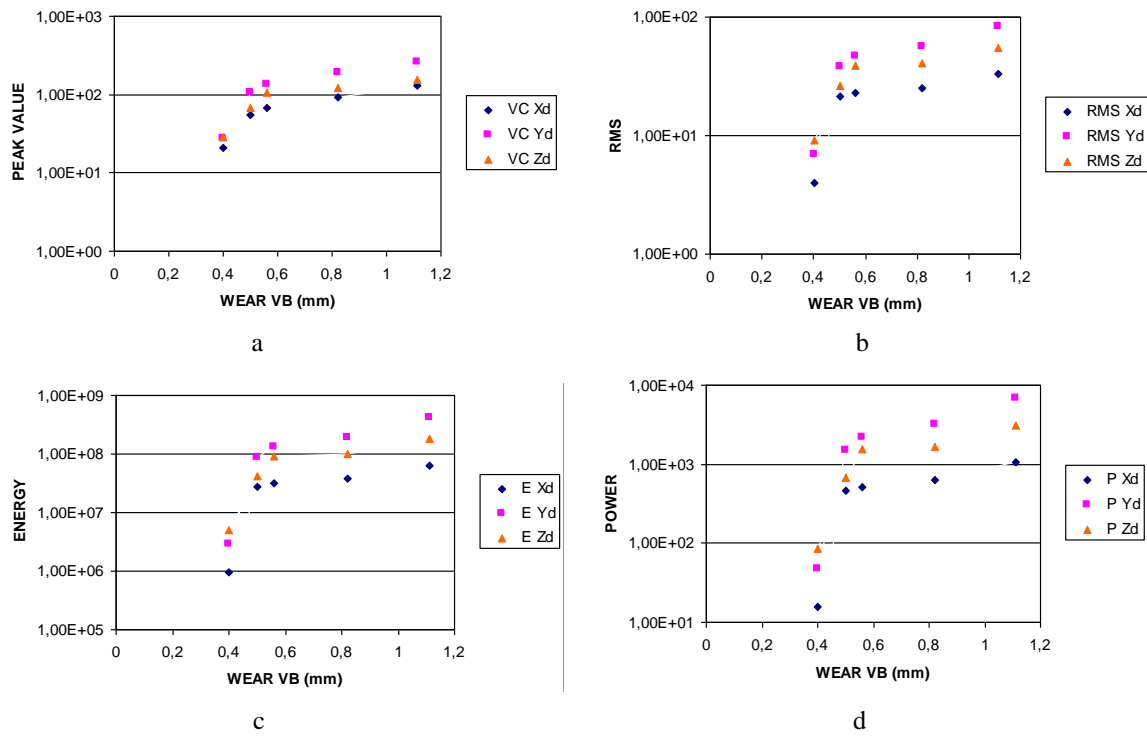 PEAK VALUE
1,00E+03
1,00E+02
1,00E+01
1,00E+00
0 0,2 0,4 0,6 0,8 1 1,2
WEAR VB (mm)
VC Xd
VC Yd
VC Zd
a
RMS
1,00E+02
1,00E+01
1,00E+00
0 0,2 0,4 0,6 0,8 1 1,2
WEAR VB (mm)
RMS Xd
RMS Yd
RMS Zd
b
ENERGY
1,00E+09
1,00E+08
1,00E+07
1,00E+06
1,00E+05
0 0,2 0,4 0,6 0,8 1 1,2
WEAR VB (mm)
E Xd
E Yd
E Zd
c
POWER
1,00E+04
1,00E+03
1,00E+02
1,00E+01
0 0,2 0,4 0,6 0,8 1 1,2
WEAR VB (mm)
P Xd
P Yd
P Zd
d